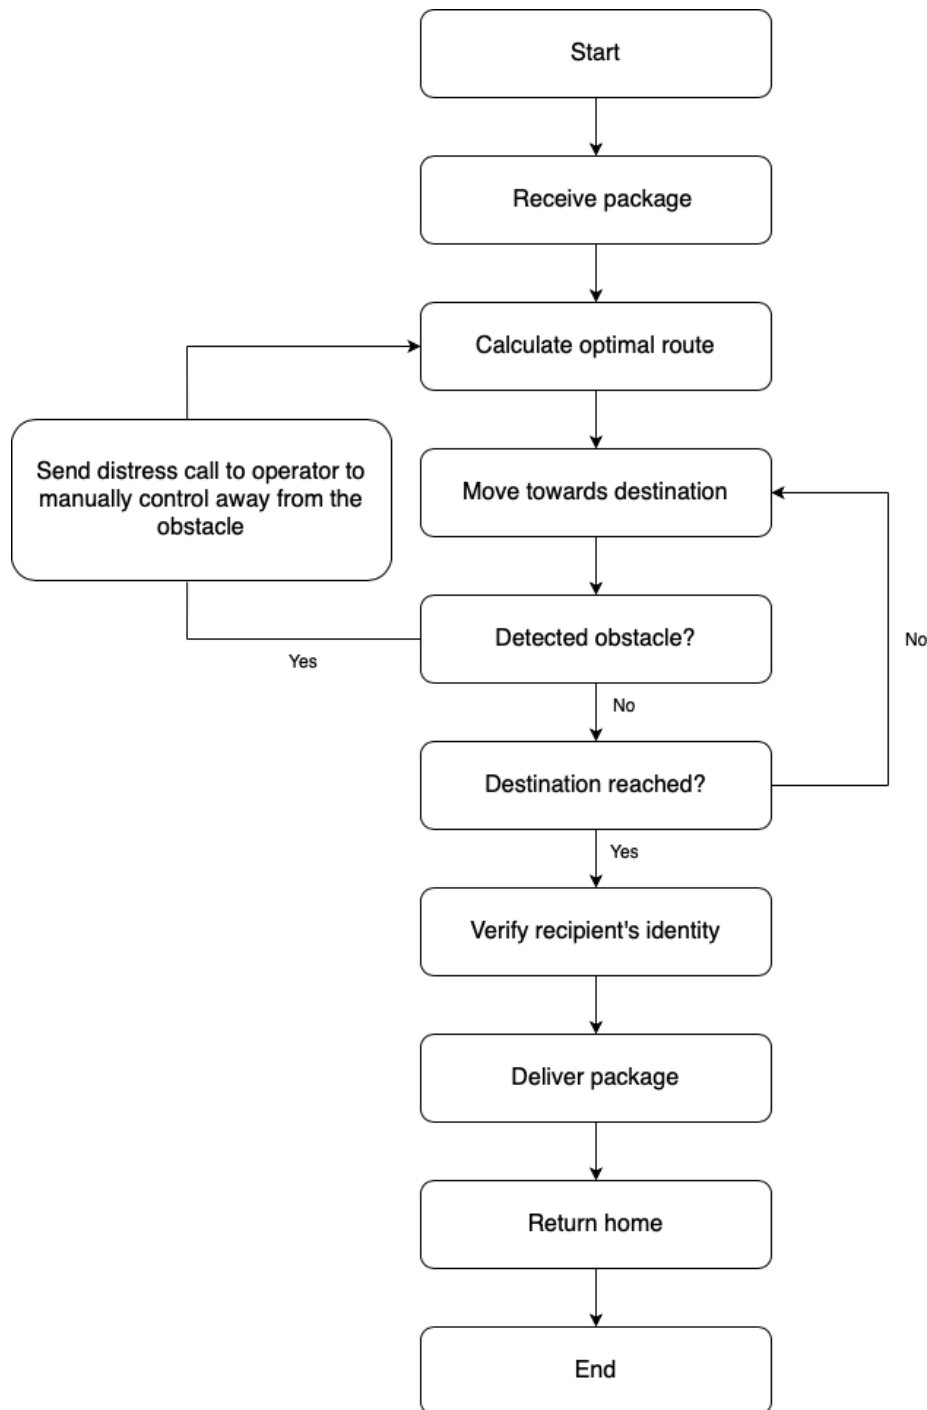 Start
Receive package
Calculate optimal route
Send distress call to operator to
manually control away from the
obstacle
Move towards destination
Detected obstacle?
No
Yes
No
Destination reached?
Yes
Verify recipient's identity
Deliver package
Return home
End